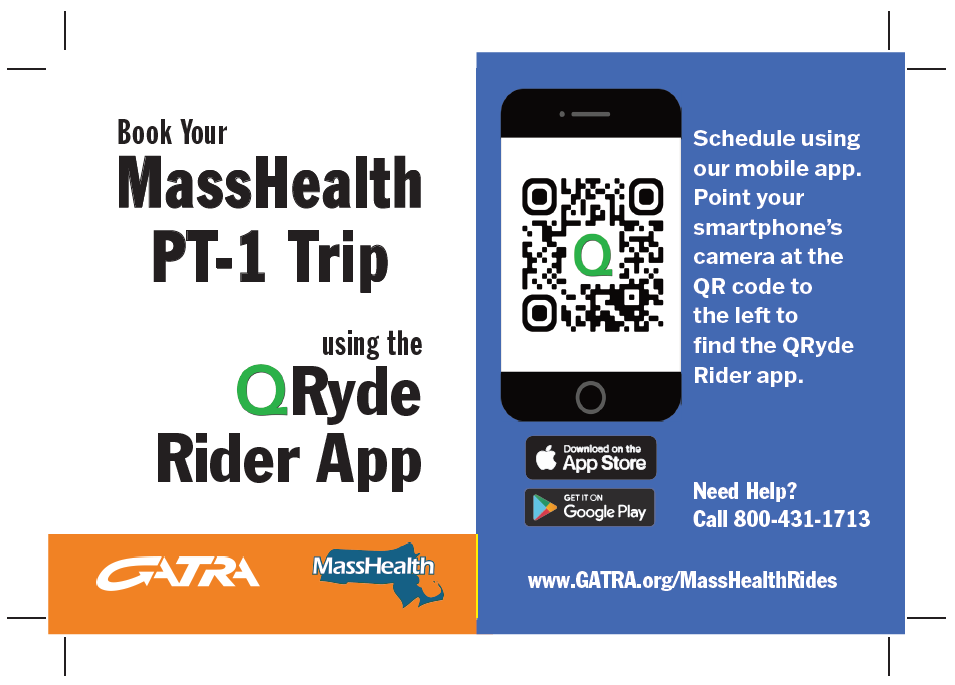 Book Your
MassHealth
PT-1 Trip
using the
QRyde
Rider App
GATRA
MassHealth
Q
Schedule using
our mobile app.
Point your
smartphone's
camera at the
QR code to
the left to
find the QRyde
Rider app.
Download on the
App Store
GET IT ON
Google Play
Need Help?
Call 800-431-1713
www.GATRA.org/MassHealthRides